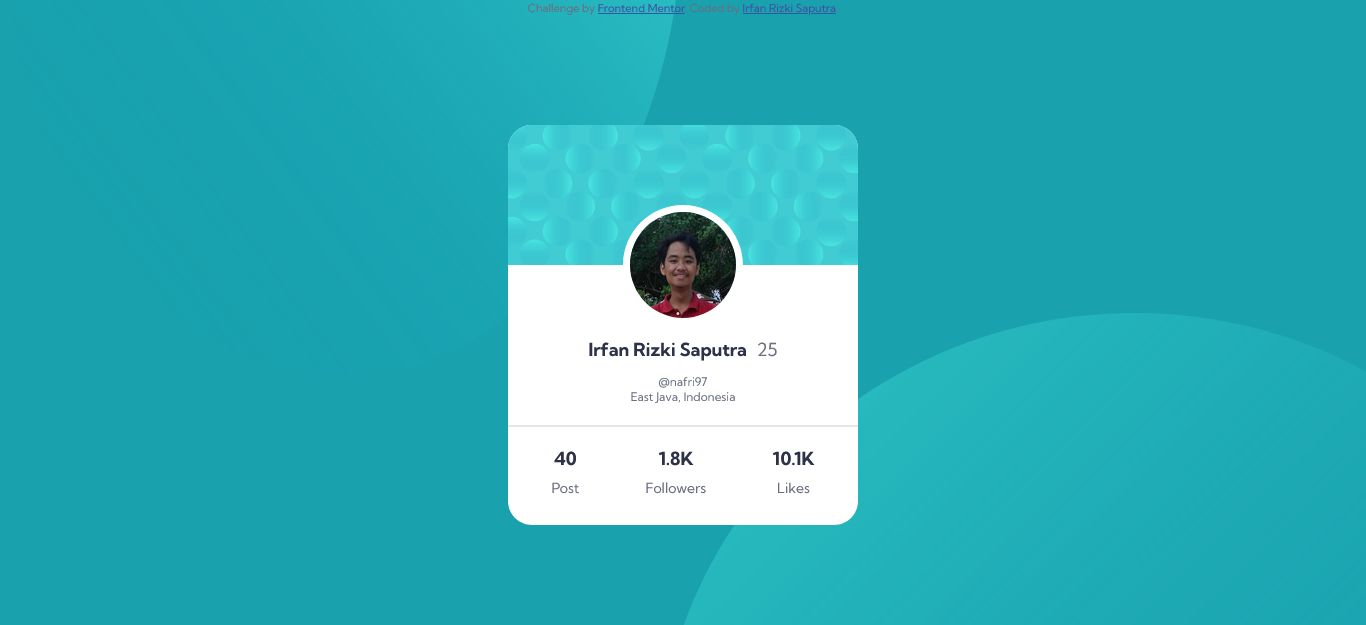 Challenge by Frontend Mentor. Coded by Irfan Rizki Saputra.
Irfan Rizki Saputra 25
@nafri97
East Java, Indonesia
40 1.8K 10.1K
Post Followers Likes